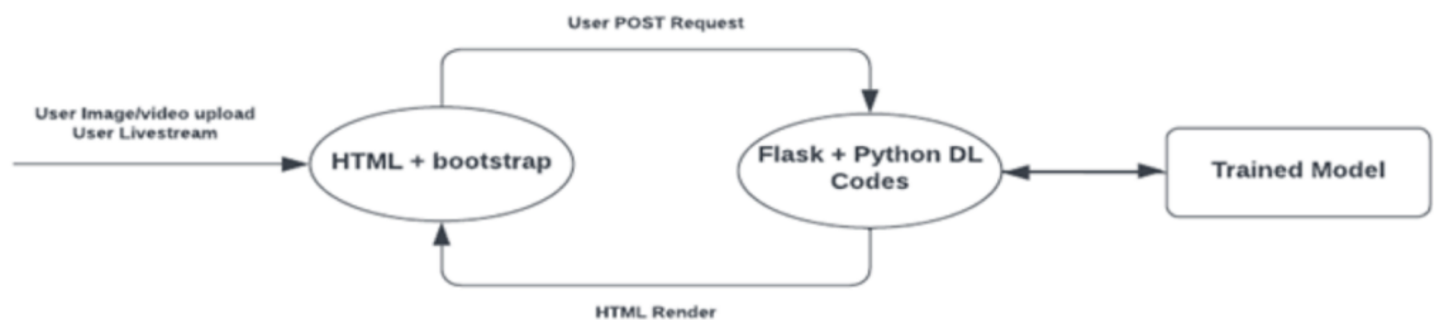 User POST Request
User Image/video upload
User Livestream
HTML + bootstrap
Flask + Python DL
Codes
Trained Model
HTML Render